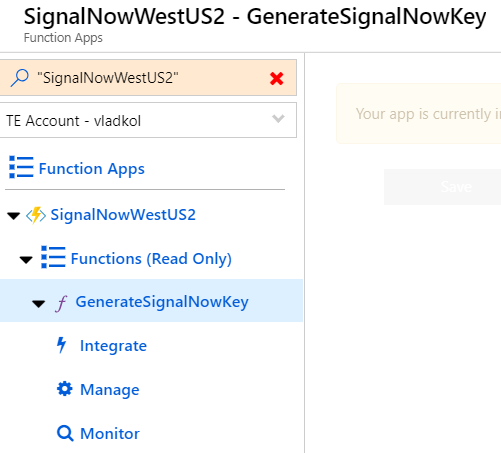 SignalNowWestUS2 - GenerateSignalNowKey
Function Apps
"SignalNowWestUS2"
TE Account - vladkol
Your app is currently
Save
Function Apps
SignalNowWestUS2
Functions (Read Only)
f GenerateSignalNowKey
Integrate
Manage
Monitor